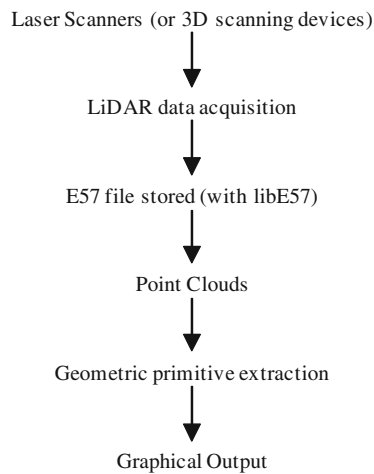 Laser Scanners (or 3D scanning devices)
LiDAR data acquisition
E57 file stored (with libE57)
Point Clouds
Geometric primitive extraction
Graphical Output